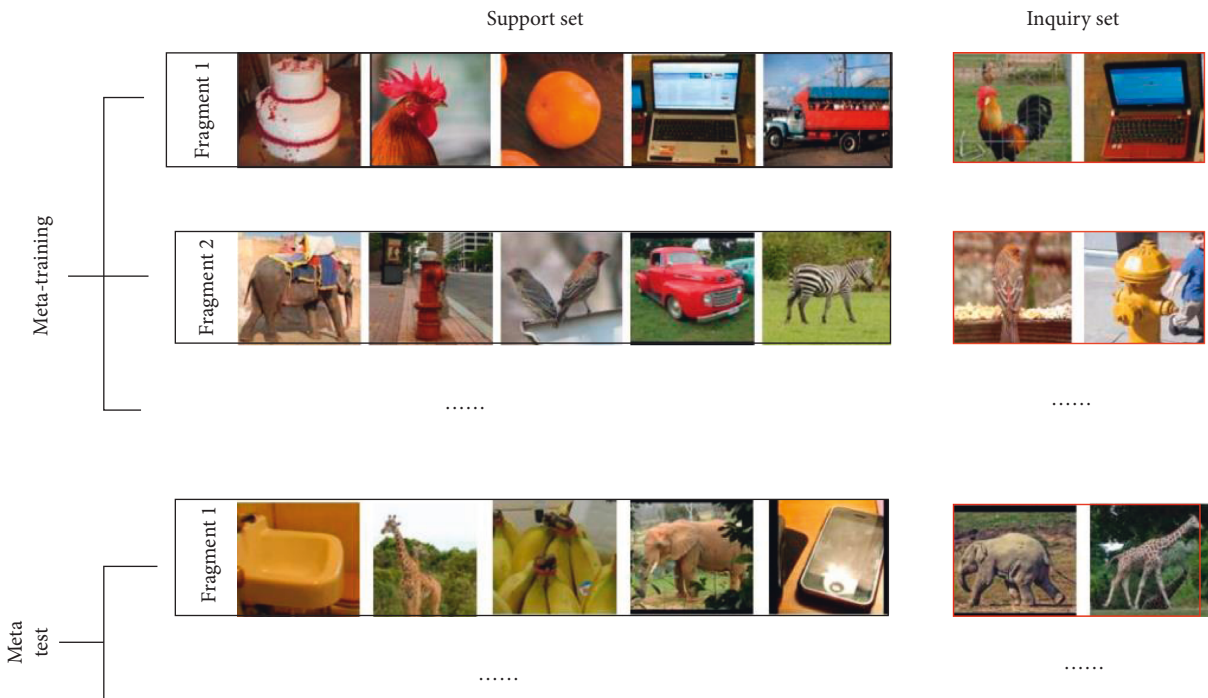 Support set
Inquiry set
Fragment 1
Meta-training
Fragment 2
......
......
Fragment 1
Meta
test
......
......